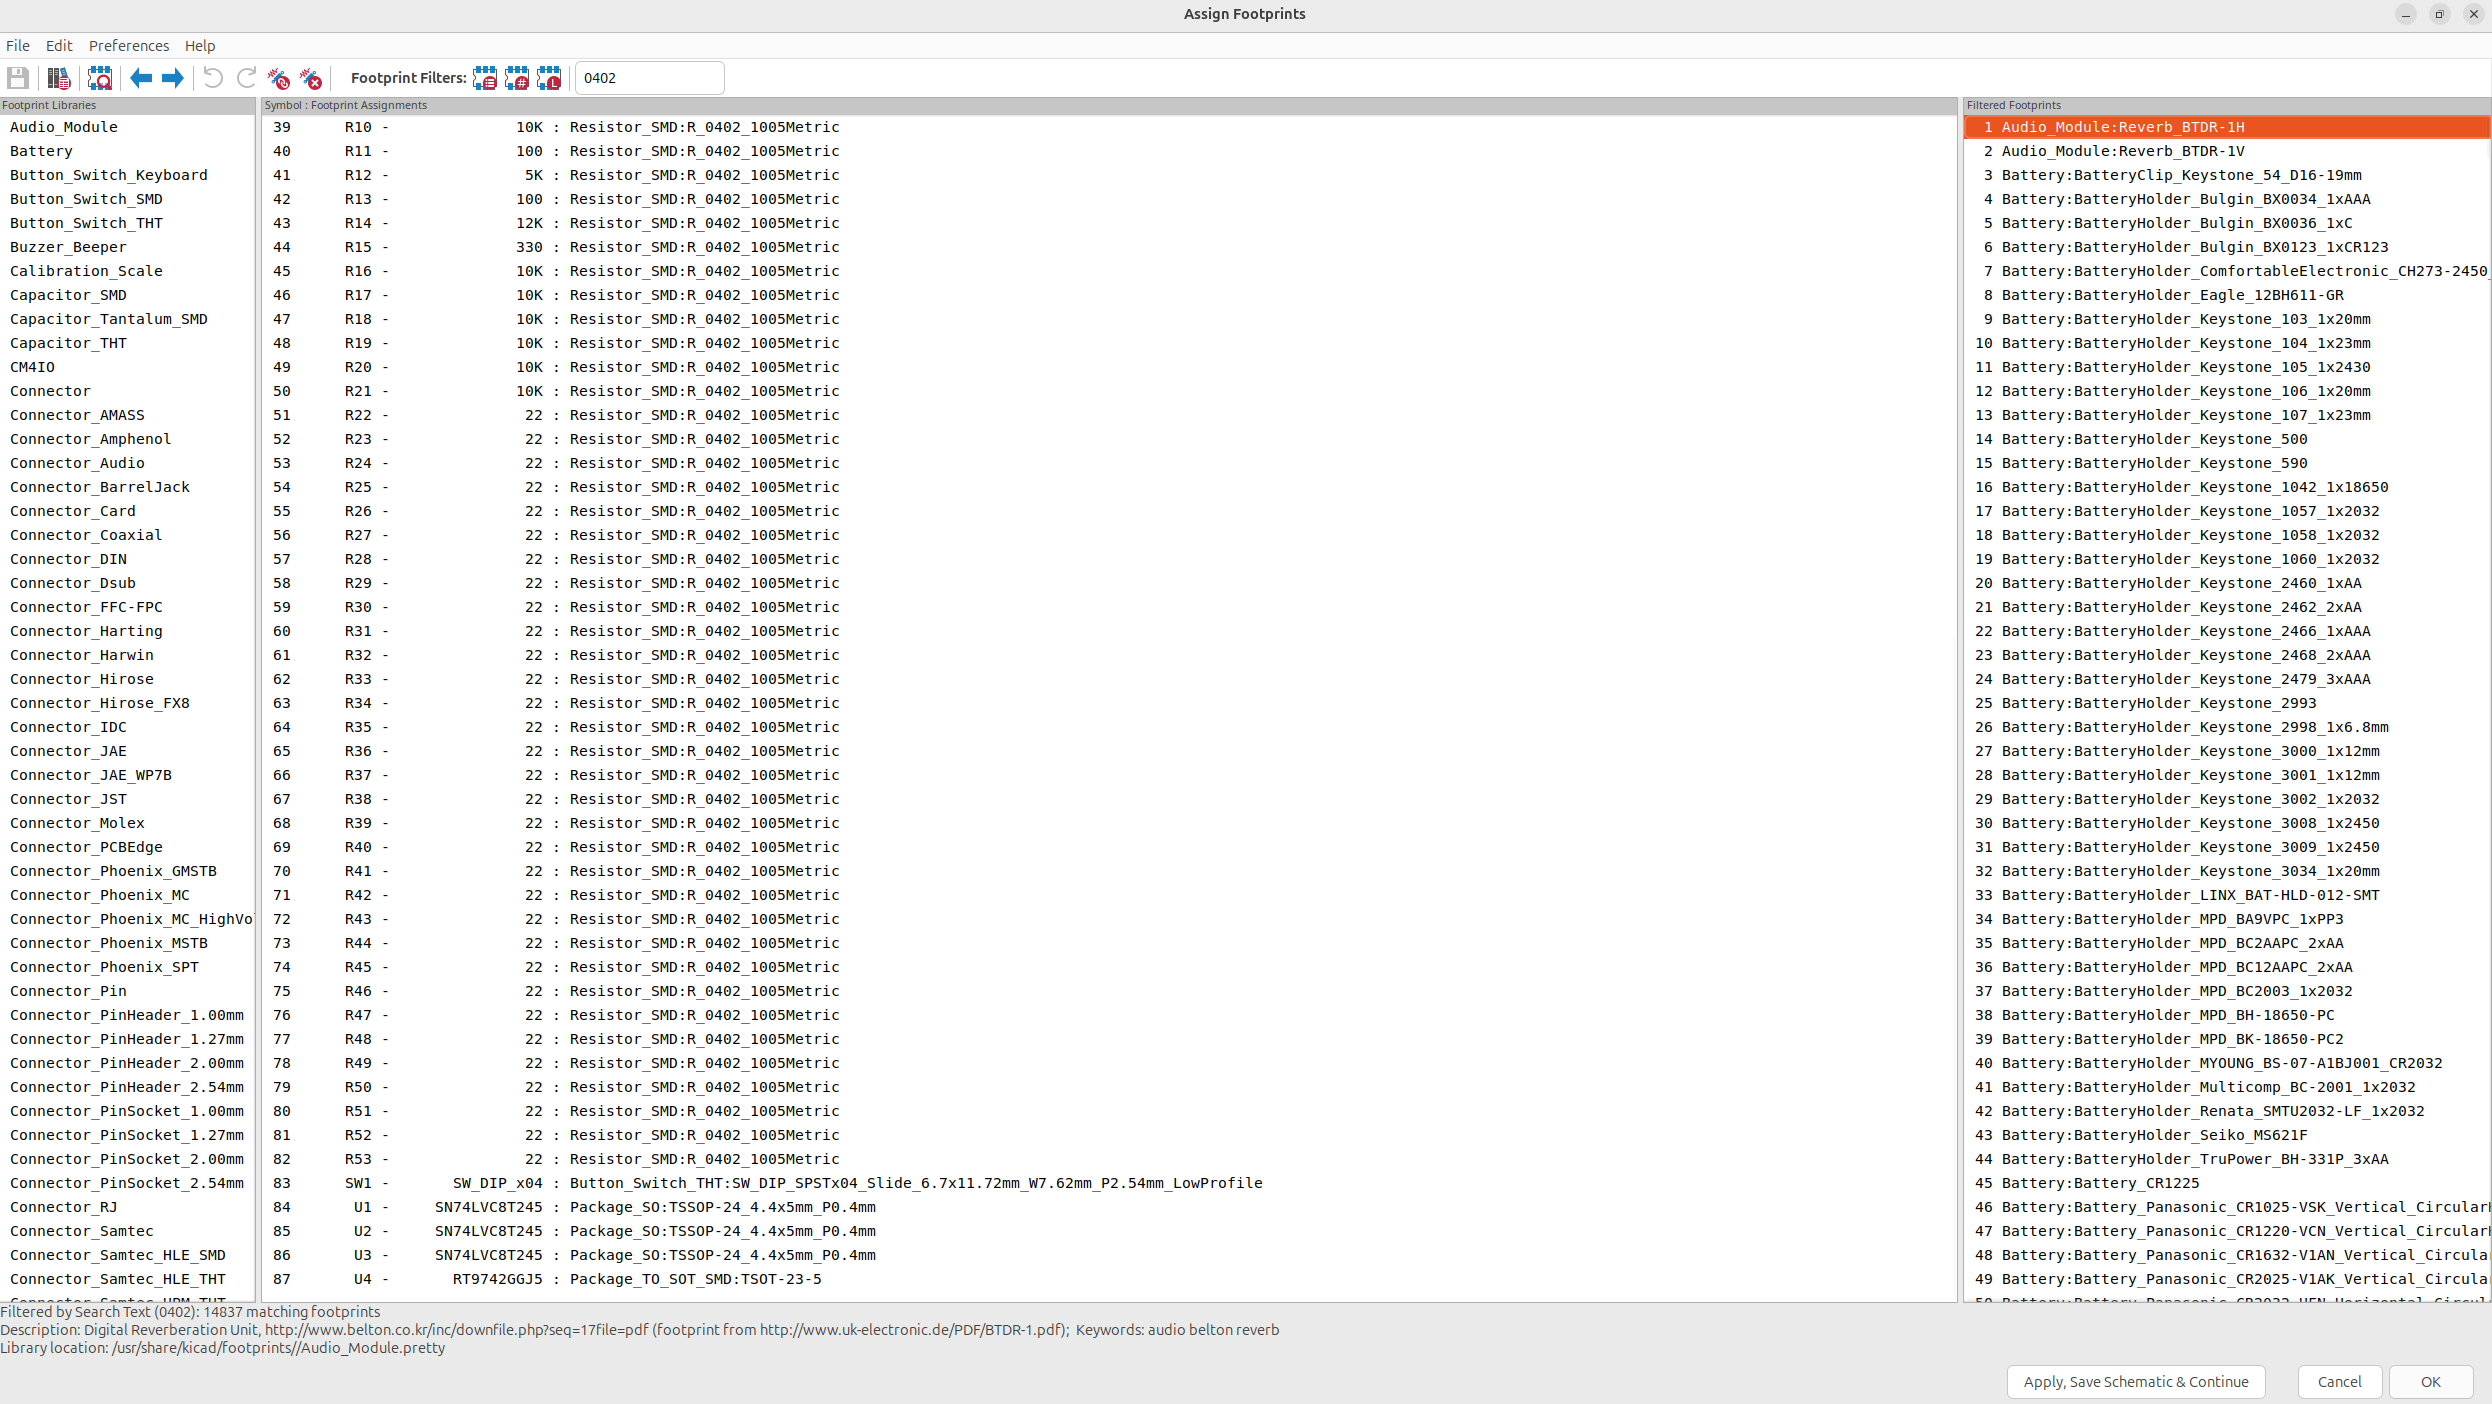 Assign Footprints
File Edit Preferences Help
Footprint Filters: 0402
Footprint Libraries
Audio_Module
Battery
Button_Switch_Keyboard
Button_Switch_SMD
Button_Switch_THT
Buzzer_Beeper
Calibration_Scale
Capacitor_SMD
Capacitor_Tantalum_SMD
Capacitor_THT
CM4IO
Connector
Connector_AMASS
Connector_Amphenol
Connector_Audio
Connector_BarrelJack
Connector_Card
Connector_Coaxial
Connector_DIN
Connector_Dsub
Connector_FFC-FPC
Connector_Harting
Connector_Harwin
Connector_Hirose
Connector_Hirose_FX8
Connector_IDC
Connector_JAE
Connector_JAE_WP7B
Connector_JST
Connector_Molex
Connector_PCBEdge
Connector_Phoenix_GMSTB
Connector_Phoenix_MC
Connector_Phoenix_MC_HighVo
Connector_Phoenix_MSTB
Connector_Phoenix_SPT
Connector_Pin
Connector_PinHeader_1.00mm
Connector_PinHeader_1.27mm
Connector_PinHeader_2.00mm
Connector_PinHeader_2.54mm
Connector_PinSocket_1.00mm
Connector_PinSocket_1.27mm
Connector_PinSocket_2.00mm
Connector_PinSocket_2.54mm
Connector_RJ
Connector_Samtec
Connector_Samtec_HLE_SMD
Connector_Samtec_HLE_THT
Symbol : Footprint Assignments
39 R10 - 10K : Resistor_SMD:R_0402_1005Metric
40 R11 - 100 : Resistor_SMD:R_0402_1005Metric
41 R12 - 5K : Resistor_SMD:R_0402_1005Metric
42 R13 - 100 : Resistor_SMD:R_0402_1005Metric
43 R14 - 12K : Resistor_SMD:R_0402_1005Metric
44 R15 - 330 : Resistor_SMD:R_0402_1005Metric
45 R16 - 10K : Resistor_SMD:R_0402_1005Metric
46 R17 - 10K : Resistor_SMD:R_0402_1005Metric
47 R18 - 10K : Resistor_SMD:R_0402_1005Metric
48 R19 - 10K : Resistor_SMD:R_0402_1005Metric
49 R20 - 10K : Resistor_SMD:R_0402_1005Metric
50 R21 - 10K : Resistor_SMD:R_0402_1005Metric
51 R22 - 22 : Resistor_SMD:R_0402_1005Metric
52 R23 - 22 : Resistor_SMD:R_0402_1005Metric
53 R24 - 22 : Resistor_SMD:R_0402_1005Metric
54 R25 - 22 : Resistor_SMD:R_0402_1005Metric
55 R26 - 22 : Resistor_SMD:R_0402_1005Metric
56 R27 - 22 : Resistor_SMD:R_0402_1005Metric
57 R28 - 22 : Resistor_SMD:R_0402_1005Metric
58 R29 - 22 : Resistor_SMD:R_0402_1005Metric
59 R30 - 22 : Resistor_SMD:R_0402_1005Metric
60 R31 - 22 : Resistor_SMD:R_0402_1005Metric
61 R32 - 22 : Resistor_SMD:R_0402_1005Metric
62 R33 - 22 : Resistor_SMD:R_0402_1005Metric
63 R34 - 22 : Resistor_SMD:R_0402_1005Metric
64 R35 - 22 : Resistor_SMD:R_0402_1005Metric
65 R36 - 22 : Resistor_SMD:R_0402_1005Metric
66 R37 - 22 : Resistor_SMD:R_0402_1005Metric
67 R38 - 22 : Resistor_SMD:R_0402_1005Metric
68 R39 - 22 : Resistor_SMD:R_0402_1005Metric
69 R40 - 22 : Resistor_SMD:R_0402_1005Metric
70 R41 - 22 : Resistor_SMD:R_0402_1005Metric
71 R42 - 22 : Resistor_SMD:R_0402_1005Metric
72 R43 - 22 : Resistor_SMD:R_0402_1005Metric
73 R44 - 22 : Resistor_SMD:R_0402_1005Metric
74 R45 - 22 : Resistor_SMD:R_0402_1005Metric
75 R46 - 22 : Resistor_SMD:R_0402_1005Metric
76 R47 - 22 : Resistor_SMD:R_0402_1005Metric
77 R48 - 22 : Resistor_SMD:R_0402_1005Metric
78 R49 - 22 : Resistor_SMD:R_0402_1005Metric
79 R50 - 22 : Resistor_SMD:R_0402_1005Metric
80 R51 - 22 : Resistor_SMD:R_0402_1005Metric
81 R52 - 22 : Resistor_SMD:R_0402_1005Metric
82 R53 - 22 : Resistor_SMD:R_0402_1005Metric
83 SW1 - SW_DIP_x04 : Button_Switch_THT:SW_DIP_SPSTx04_Slide_6.7x11.72mm_W7.62mm_P2.54mm_LowProfile
84 U1 - SN74LVC8T245 : Package_SO:TSSOP-24_4.4x5mm_P0.4mm
85 U2 - SN74LVC8T245 : Package_SO:TSSOP-24_4.4x5mm_P0.4mm
86 U3 - SN74LVC8T245 : Package_SO:TSSOP-24_4.4x5mm_P0.4mm
87 U4 - RT9742GGJ5 : Package_TO_SOT_SMD:TSOT-23-5
Filtered Footprints
1 Audio_Module:Reverb_BTDR-1H
2 Audio_Module:Reverb_BTDR-1V
3 Battery:BatteryClip_Keystone_54_D16-19mm
4 Battery:BatteryHolder_Bulgin_BX0034_1xAAA
5 Battery:BatteryHolder_Bulgin_BX0036_1xC
6 Battery:BatteryHolder_Bulgin_BX0123_1xCR123
7 Battery:BatteryHolder_ComfortableElectronic_CH273-2450_
8 Battery:BatteryHolder_Eagle_12BH611-GR
9 Battery:BatteryHolder_Keystone_103_1x20mm
10 Battery:BatteryHolder_Keystone_104_1x23mm
11 Battery:BatteryHolder_Keystone_105_1x2430
12 Battery:BatteryHolder_Keystone_106_1x20mm
13 Battery:BatteryHolder_Keystone_107_1x23mm
14 Battery:BatteryHolder_Keystone_500
15 Battery:BatteryHolder_Keystone_590
16 Battery:BatteryHolder_Keystone_1042_1x18650
17 Battery:BatteryHolder_Keystone_1057_1x2032
18 Battery:BatteryHolder_Keystone_1058_1x2032
19 Battery:BatteryHolder_Keystone_1060_1x2032
20 Battery:BatteryHolder_Keystone_2460_1xAA
21 Battery:BatteryHolder_Keystone_2462_2xAA
22 Battery:BatteryHolder_Keystone_2466_1xAAA
23 Battery:BatteryHolder_Keystone_2468_2xAAA
24 Battery:BatteryHolder_Keystone_2479_3xAAA
25 Battery:BatteryHolder_Keystone_2993
26 Battery:BatteryHolder_Keystone_2998_1x6.8mm
27 Battery:BatteryHolder_Keystone_3000_1x12mm
28 Battery:BatteryHolder_Keystone_3001_1x12mm
29 Battery:BatteryHolder_Keystone_3002_1x2032
30 Battery:BatteryHolder_Keystone_3008_1x2450
31 Battery:BatteryHolder_Keystone_3009_1x2450
32 Battery:BatteryHolder_Keystone_3034_1x20mm
33 Battery:BatteryHolder_LINX_BAT-HLD-012-SMT
34 Battery:BatteryHolder_MPD_BA9VPC_1xPP3
35 Battery:BatteryHolder_MPD_BC2AAPC_2xAA
36 Battery:BatteryHolder_MPD_BC12AAPC_2xAA
37 Battery:BatteryHolder_MPD_BC2003_1x2032
38 Battery:BatteryHolder_MPD_BH-18650-PC
39 Battery:BatteryHolder_MPD_BK-18650-PC2
40 Battery:BatteryHolder_MYOUNG_BS-07-A1BJ001_CR2032
41 Battery:BatteryHolder_Multicomp_BC-2001_1x2032
42 Battery:BatteryHolder_Renata_SMTU2032-LF_1x2032
43 Battery:BatteryHolder_Seiko_MS621F
44 Battery:BatteryHolder_TruPower_BH-331P_3xAA
45 Battery:Battery_CR1225
46 Battery:Battery_Panasonic_CR1025-VSK_Vertical_Circular
47 Battery:Battery_Panasonic_CR1220-VCN_Vertical_Circular
48 Battery:Battery_Panasonic_CR1632-V1AN_Vertical_Circula
49 Battery:Battery_Panasonic_CR2025-V1AK_Vertical_Circula
Filtered by Search Text (0402): 14837 matching footprints
Description: Digital Reverberation Unit, http://www.belton.co.kr/inc/downfile.php?seq=17file=pdf (footprint from http://www.uk-electronic.de/PDF/BTDR-1.pdf); Keywords: audio belton reverb
Library location: /usr/share/kicad/footprints//Audio_Module.pretty
Apply, Save Schematic & Continue Cancel OK